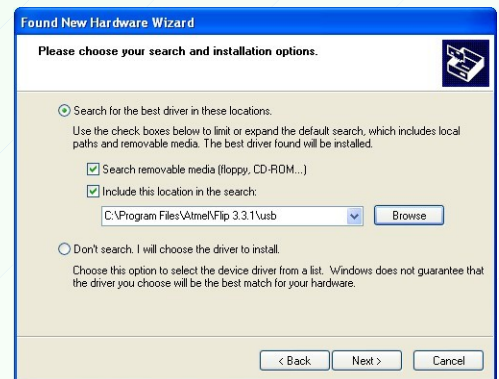 Found New Hardware Wizard
Please choose your search and installation options.
Search for the best driver in these locations.
Use the check boxes below to limit or expand the default search, which includes local
paths and removable media. The best driver found will be installed.
Search removable media (floppy, CD-ROM...)
Include this location in the search:
C:\Program Files\Atmel\Flip 3.3.1\usb
Browse
Don't search. I will choose the driver to install.
Choose this option to select the device driver from a list. Windows does not guarantee that
the driver you choose will be the best match for your hardware.
< Back Next > Cancel